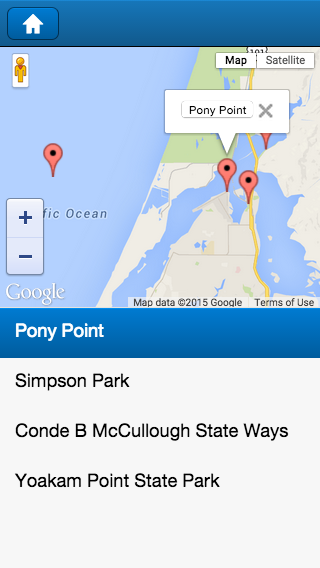 101
Map Satellite
Pony Point
fic Ocean
+
−
Google
Map data ©2015 Google Terms of Use
Pony Point
Simpson Park
Conde B McCullough State Ways
Yoakam Point State Park